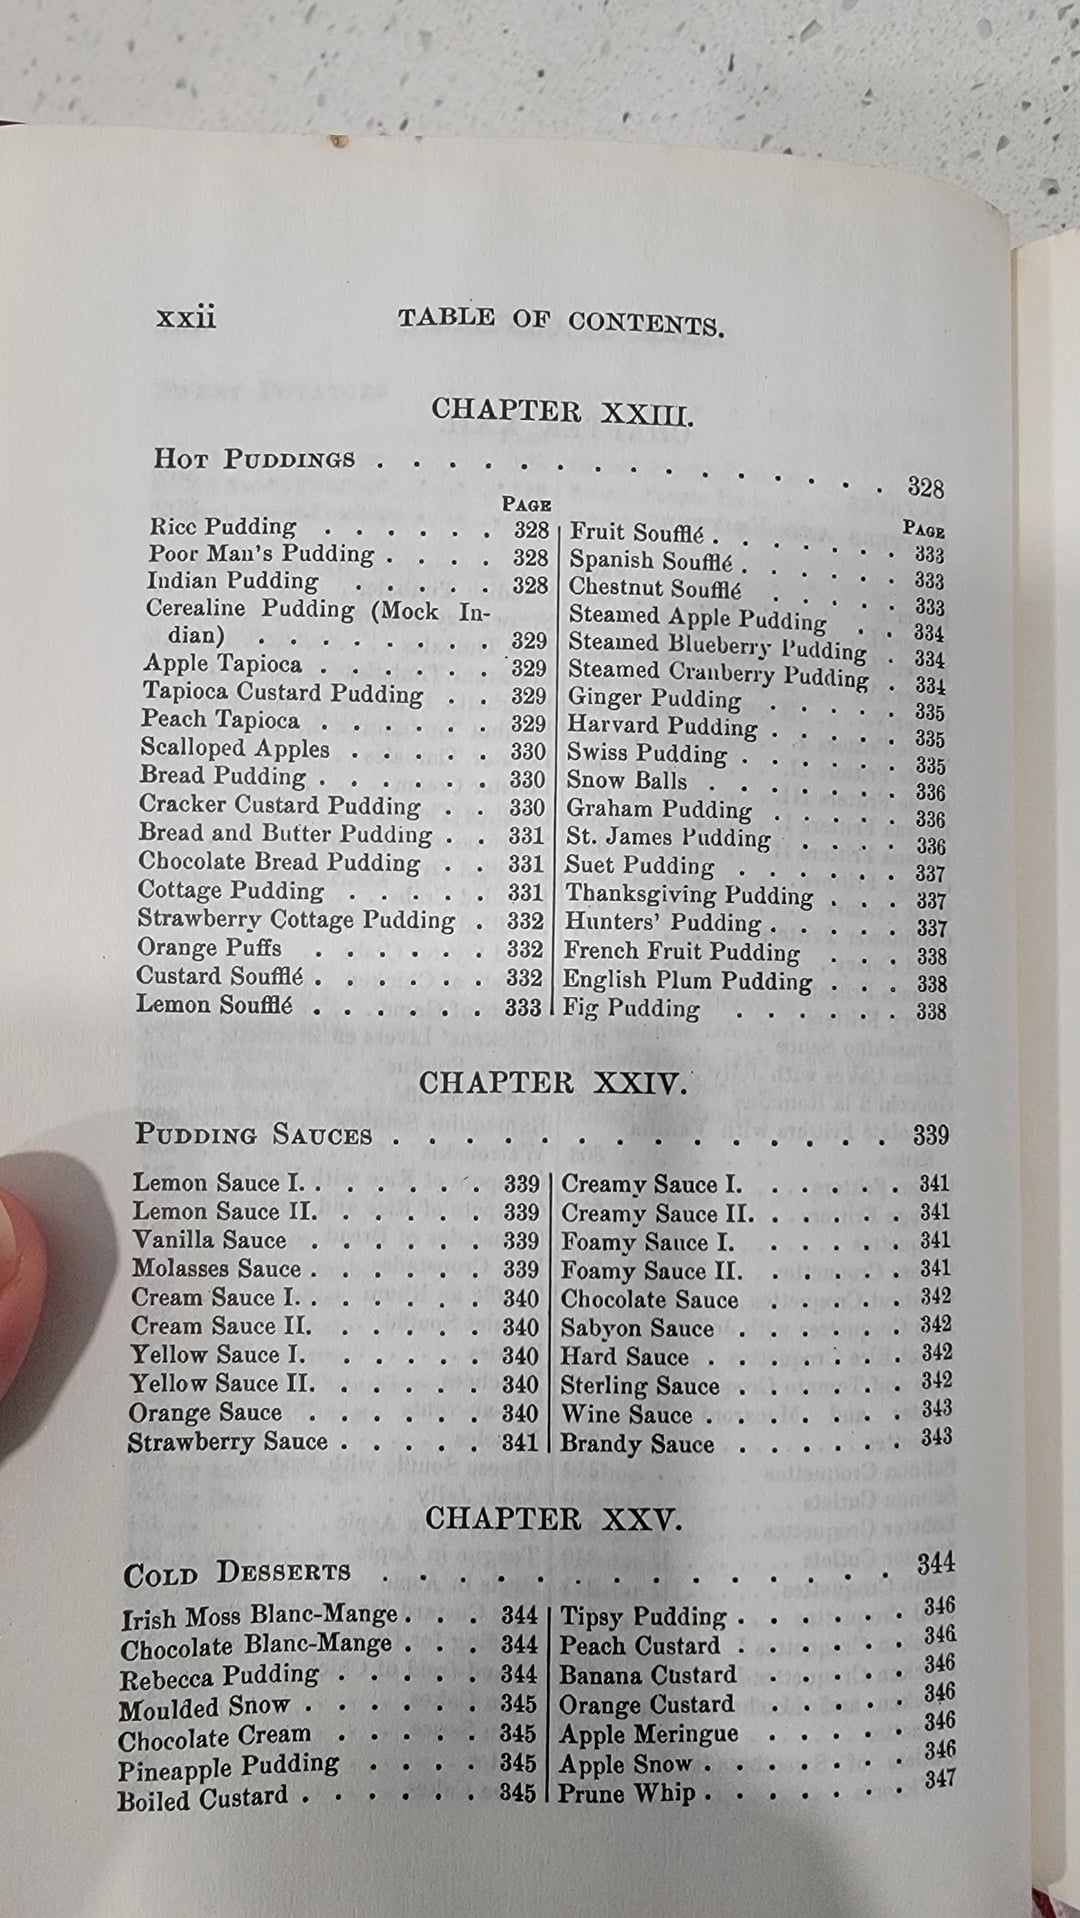 xxii TABLE OF CONTENTS.
CHAPTER XXIII.
HOT PUDDINGS . . . . . . . . . . . . . . . 328
PAGE
Rice Pudding . . . . . . 328
Poor Man's Pudding . . . . 328
Indian Pudding . . . . . 328
Cerealine Pudding (Mock In-
dian) . . . . . . . . 329
Apple Tapioca . . . . . . 329
Tapioca Custard Pudding . . 329
Peach Tapioca . . . . . . 329
Scalloped Apples . . . . . 330
Bread Pudding . . . . . . 330
Cracker Custard Pudding . . 330
Bread and Butter Pudding . . 331
Chocolate Bread Pudding . . 331
Cottage Pudding . . . . . 331
Strawberry Cottage Pudding . 332
Orange Puffs . . . . . . 332
Custard Soufflé . . . . . . 332
Lemon Soufflé . . . . . . 333
PAGE
Fruit Soufflé . . . . . . . 333
Spanish Soufflé . . . . . . 333
Chestnut Soufflé . . . . . 333
Steamed Apple Pudding . . 334
Steamed Blueberry Pudding . 334
Steamed Cranberry Pudding . 334
Ginger Pudding . . . . . 335
Harvard Pudding . . . . . 335
Swiss Pudding . . . . . . 335
Snow Balls . . . . . . . 336
Graham Pudding . . . . . 336
St. James Pudding . . . . 336
Suet Pudding . . . . . . 337
Thanksgiving Pudding . . . 337
Hunters' Pudding . . . . . 337
French Fruit Pudding . . . 338
English Plum Pudding . . . 338
Fig Pudding . . . . . . 338
CHAPTER XXIV.
PUDDING SAUCES . . . . . . . . . . . . . . 339
Lemon Sauce I. . . . . . . 339
Lemon Sauce II. . . . . . 339
Vanilla Sauce . . . . . . 339
Molasses Sauce . . . . . . 339
Cream Sauce I. . . . . . . 340
Cream Sauce II. . . . . . 340
Yellow Sauce I. . . . . . 340
Yellow Sauce II. . . . . . 340
Orange Sauce . . . . . . 340
Strawberry Sauce . . . . . 341
Creamy Sauce I. . . . . . 341
Creamy Sauce II. . . . . . 341
Foamy Sauce I. . . . . . 341
Foamy Sauce II. . . . . . 341
Chocolate Sauce . . . . . 342
Sabyon Sauce . . . . . . 342
Hard Sauce . . . . . . . 342
Sterling Sauce . . . . . . 342
Wine Sauce . . . . . . . 343
Brandy Sauce . . . . . . 343
CHAPTER XXV.
COLD DESSERTS . . . . . . . . . . . . . . 344
Irish Moss Blanc-Mange . . . 344
Chocolate Blanc-Mange . . . 344
Rebecca Pudding . . . . . 344
Moulded Snow . . . . . . 345
Chocolate Cream . . . . . 345
Pineapple Pudding . . . . 345
Boiled Custard . . . . . . 345
Tipsy Pudding . . . . . . 346
Peach Custard . . . . . . 346
Banana Custard . . . . . 346
Orange Custard . . . . . 346
Apple Meringue . . . . . 346
Apple Snow . . . . . . . 346
Prune Whip . . . . . . . 347